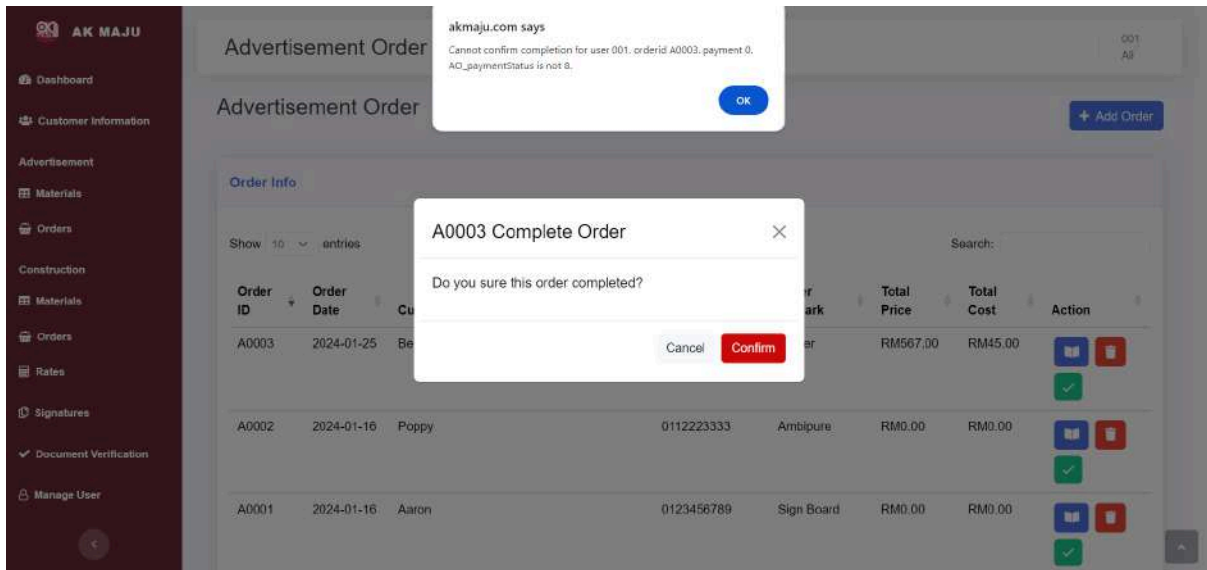 AK MAJU
Dashboard
Customer Information
Advertisement
Materials
Orders
Construction
Materials
Orders
Rates
Signatures
Document Verification
Manage User
Advertisement Order
001
Ali
akmaju.com says
Cannot confirm completion for user 001. orderid A0003. payment 0.
AO_paymentStatus is not 8.
OK
Advertisement Order
+ Add Order
Order Info
Show 10 entries
Search:
A0003 Complete Order
Do you sure this order completed?
Cancel Confirm
Order ID Order Date Cu r ark Total Price Total Cost Action
A0003 2024-01-25 Be er RM567.00 RM45.00
A0002 2024-01-16 Poppy 0112223333 Ambipure RM0.00 RM0.00
A0001 2024-01-16 Aaron 0123456789 Sign Board RM0.00 RM0.00